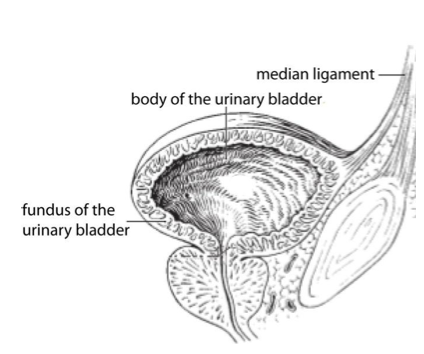 median ligament
body of the urinary bladder
fundus of the
urinary bladder